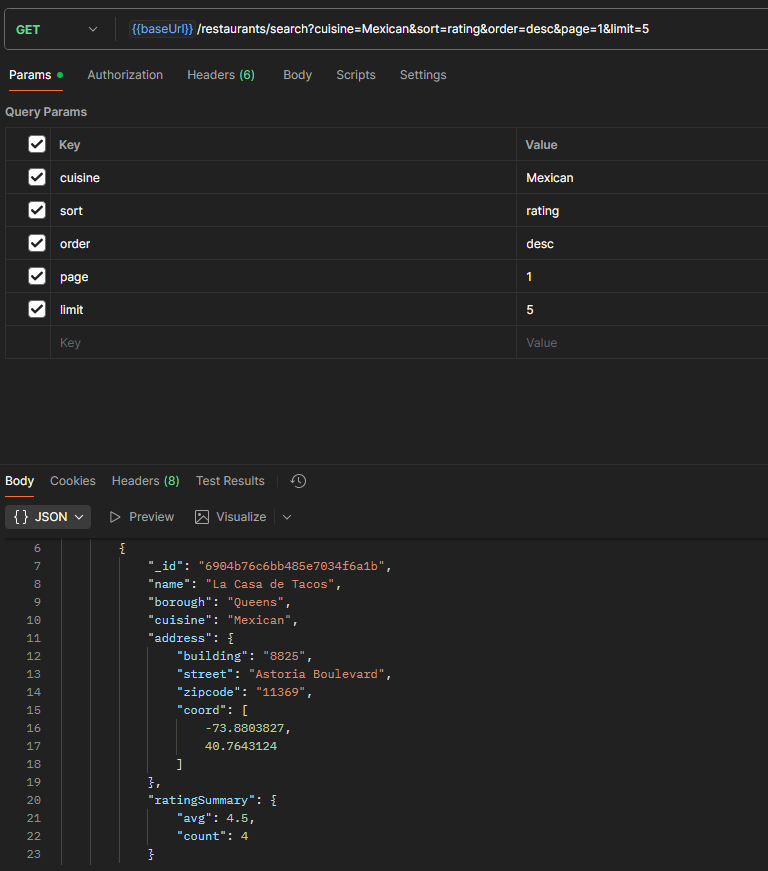 GET {{baseUrl}} /restaurants/search?cuisine=Mexican&sort=rating&order=desc&page=1&limit=5
Params Authorization Headers (6) Body Scripts Settings
Query Params
Key Value
cuisine Mexican
sort rating
order desc
page 1
limit 5
Key Value
Body Cookies Headers (8) Test Results
{} JSON Preview Visualize
6 {
7 "_id": "6904b76c6bb485e7034f6a1b",
8 "name": "La Casa de Tacos",
9 "borough": "Queens",
10 "cuisine": "Mexican",
11 "address": {
12 "building": "8825",
13 "street": "Astoria Boulevard",
14 "zipcode": "11369",
15 "coord": [
16 -73.8803827,
17 40.7643124
18 ]
19 },
20 "ratingSummary": {
21 "avg": 4.5,
22 "count": 4
23 }